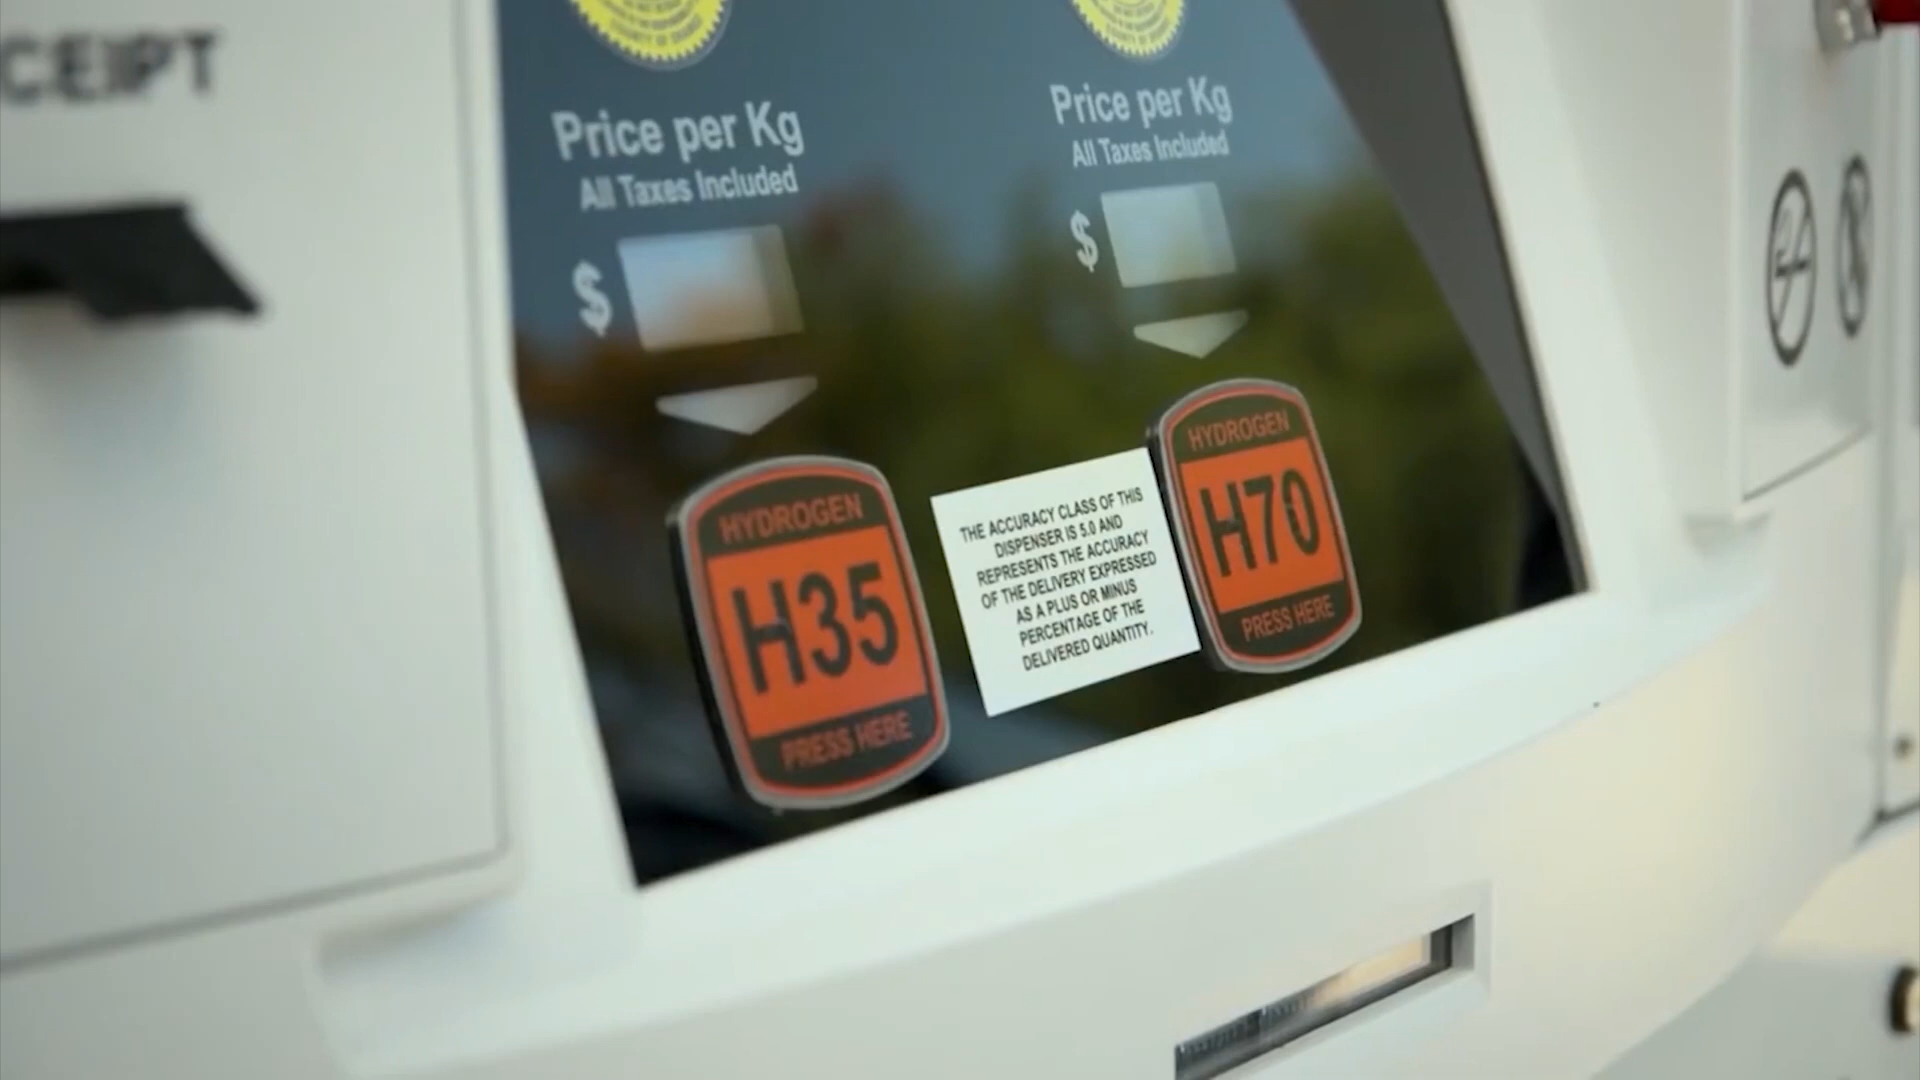 CEIPT
Price per Kg
All Taxes Included
$
Price per Kg
All Taxes Included
$
HYDROGEN
H35
PRESS HERE
THE ACCURACY CLASS OF THIS
DISPENSER IS 5.0 AND
REPRESENTS THE ACCURACY
OF THE DELIVERY EXPRESSED
AS A PLUS OR MINUS
PERCENTAGE OF THE
DELIVERED QUANTITY.
HYDROGEN
H70
PRESS HERE